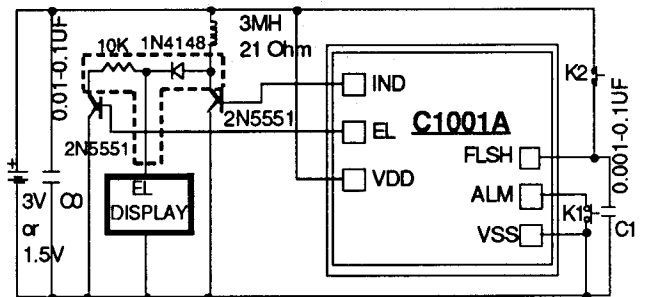 3MH
21 Ohm
10K
1N4148
0.01-0.1UF
2N5551
2N5551
EL
DISPLAY
3V
or
1.5V
C0
IND
EL
VDD
C1001A
FLSH
ALM
VSS
K2
K1
0.001-0.1UF
C1
+